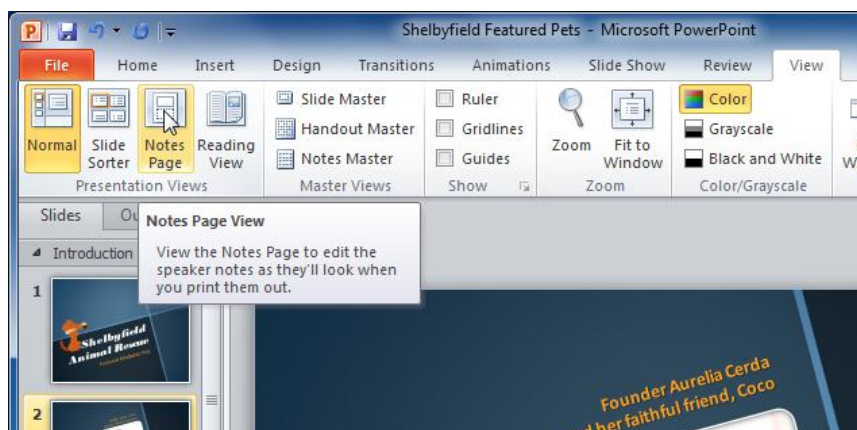 Shelbyfield Featured Pets - Microsoft PowerPoint
File Home Insert Design Transitions Animations Slide Show Review View
Normal
Slide Sorter
Notes Page
Reading View
Presentation Views
Slide Master
Handout Master
Notes Master
Master Views
Ruler
Gridlines
Guides
Show
Zoom
Fit to Window
Zoom
Color
Grayscale
Black and White
Color/Grayscale
W
Slides Ou
Notes Page View
View the Notes Page to edit the
speaker notes as they'll look when
you print them out.
Introduction
1
Shelbyfield
Animal Rescue
2
Founder Aurelia Cerda
d her faithful friend, Coco